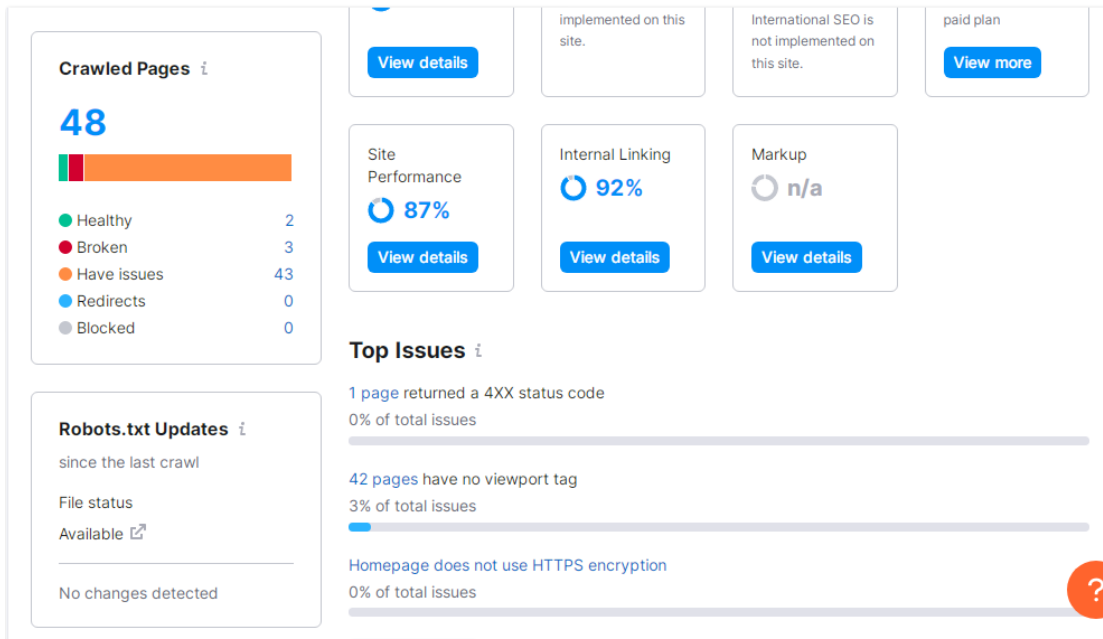 implemented on this
site.
View details
International SEO is
not implemented on
this site.
paid plan
View more
Crawled Pages i
48
Healthy 2
Broken 3
Have issues 43
Redirects 0
Blocked 0
Site
Performance
87%
View details
Internal Linking
92%
View details
Markup
n/a
View details
Robots.txt Updates i
since the last crawl
File status
Available
No changes detected
Top Issues i
1 page returned a 4XX status code
0% of total issues
42 pages have no viewport tag
3% of total issues
Homepage does not use HTTPS encryption
0% of total issues
?